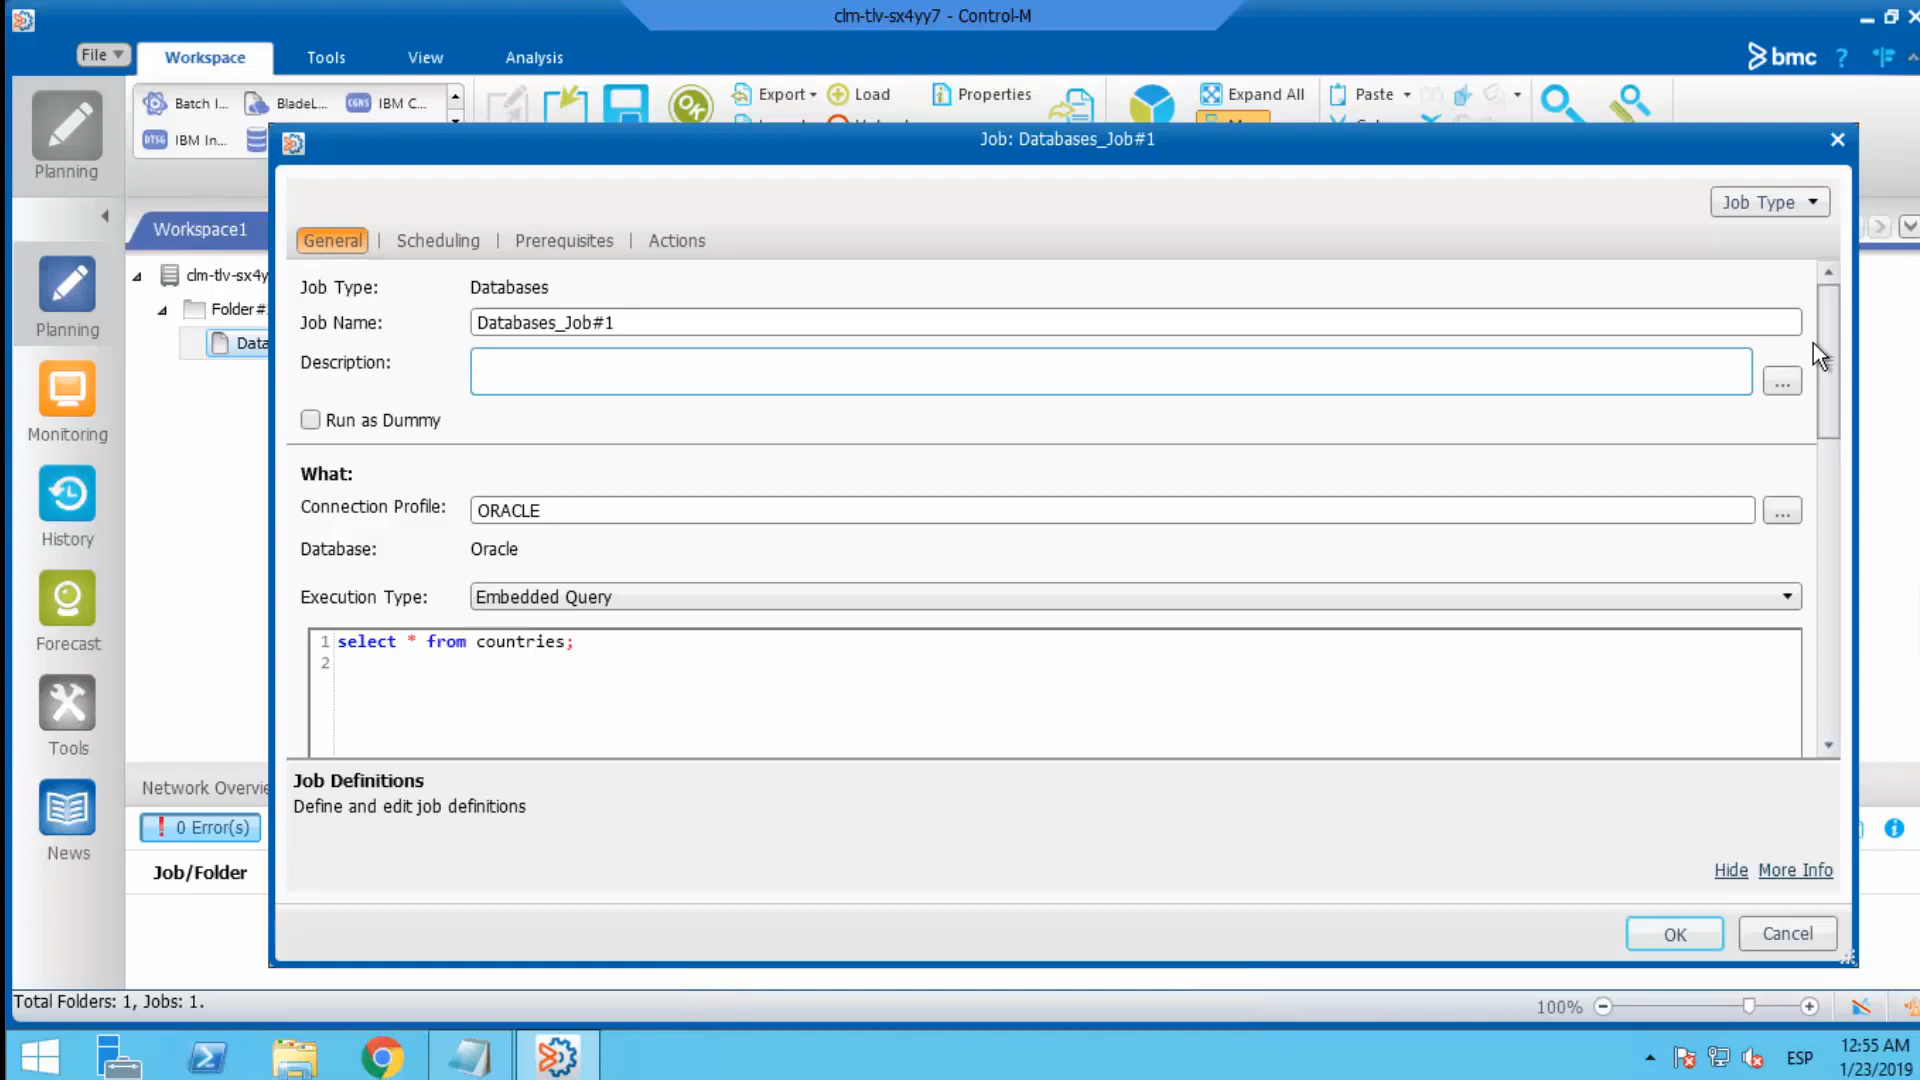 clm-tlv-sx4yy7 - Control-M
File
Workspace
Tools
View
Analysis
bmc
?
Batch I...
BladeL...
CGNS
IBM C...
DTSG
IBM In...
OK
Export
Load
Properties
Expand All
Paste
Planning
Job: Databases_Job#1
Job Type
Workspace1
General | Scheduling | Prerequisites | Actions
clm-tlv-sx4y
Folder#
Data
Job Type: Databases
Job Name: Databases_Job#1
Description:
...
Run as Dummy
What:
Connection Profile: ORACLE
...
Database: Oracle
Execution Type: Embedded Query
1 select * from countries;
2
Planning
Monitoring
History
Forecast
Tools
News
Network Overvie
! 0 Error(s)
Job/Folder
Job Definitions
Define and edit job definitions
Hide More Info
OK
Cancel
Total Folders: 1, Jobs: 1.
100%
ESP
12:55 AM
1/23/2019